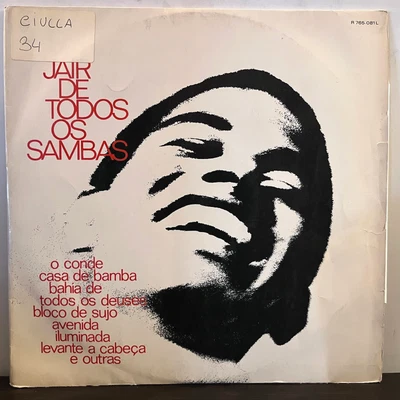 CIULLA
34
R 765.081 L
JAIR
DE
TODOS
OS
SAMBAS
o conde
casa de bamba
bahia de
todos os deuses
bloco de sujo
avenida
iluminada
levante a cabeça
e outras